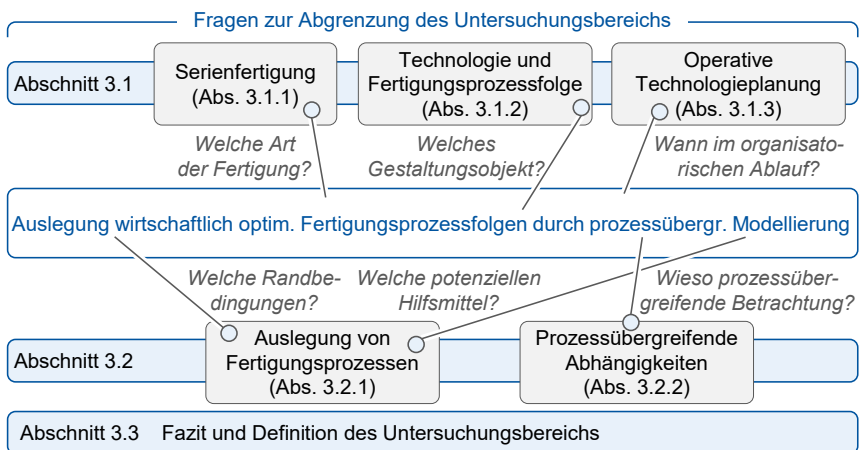 Fragen zur Abgrenzung des Untersuchungsbereichs
Abschnitt 3.1
Serienfertigung
(Abs. 3.1.1)
Technologie und
Fertigungsprozessfolge
(Abs. 3.1.2)
Operative
Technologieplanung
(Abs. 3.1.3)
Welche Art
der Fertigung?
Welches
Gestaltungsobjekt?
Wann im organisato-
rischen Ablauf?
Auslegung wirtschaftlich optim. Fertigungsprozessfolgen durch prozessübergr. Modellierung
Welche Randbe-
dingungen?
Welche potenziellen
Hilfsmittel?
Wieso prozessüber-
greifende Betrachtung?
Abschnitt 3.2
Auslegung von
Fertigungsprozessen
(Abs. 3.2.1)
Prozessübergreifende
Abhängigkeiten
(Abs. 3.2.2)
Abschnitt 3.3 Fazit und Definition des Untersuchungsbereichs